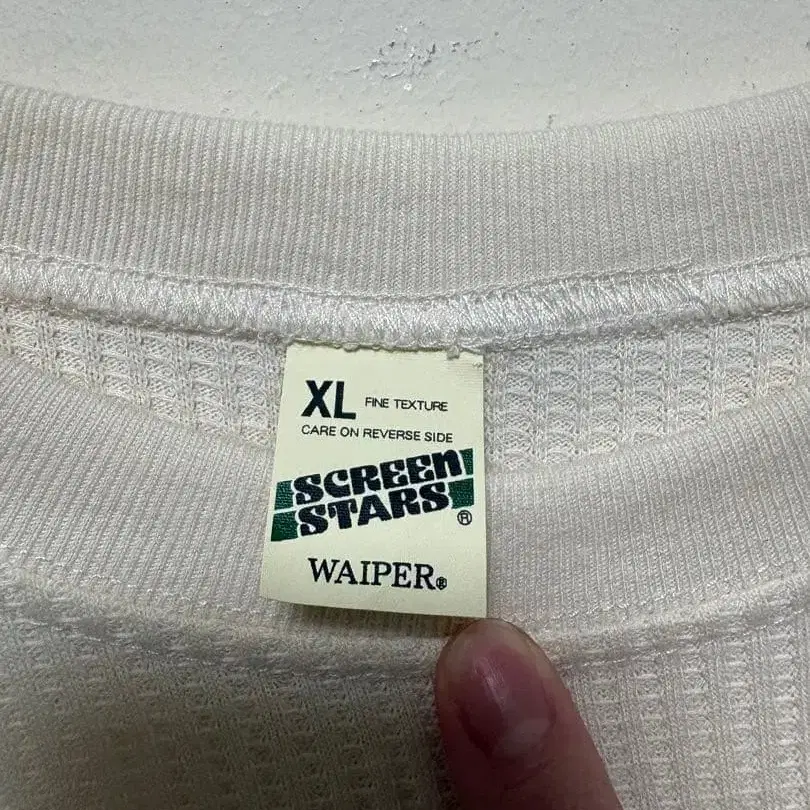 XL FINE TEXTURE
CARE ON REVERSE SIDE
SCREEN
STARS®
WAIPER®